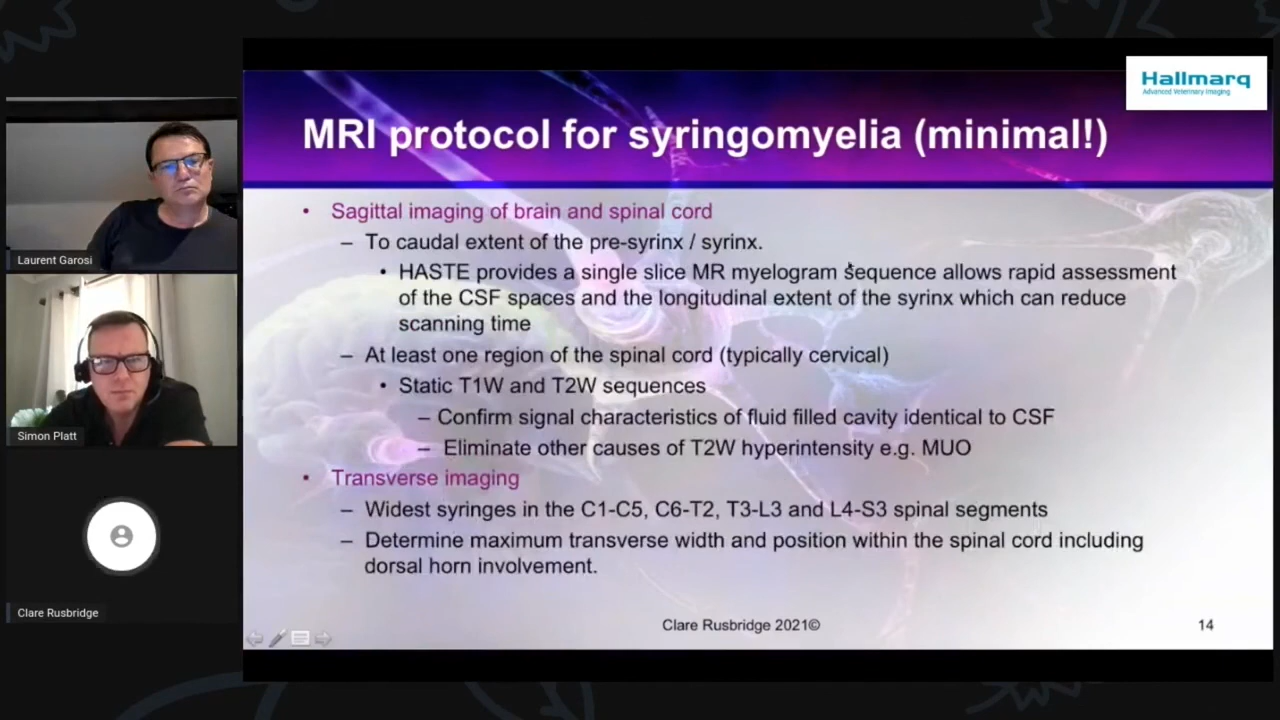 Hallmarq
Advanced Veterinary Imaging
MRI protocol for syringomyelia (minimal!)
• Sagittal imaging of brain and spinal cord
– To caudal extent of the pre-syrinx / syrinx.
• HASTE provides a single slice MR myelogram sequence allows rapid assessment
of the CSF spaces and the longitudinal extent of the syrinx which can reduce
scanning time
– At least one region of the spinal cord (typically cervical)
• Static T1W and T2W sequences
– Confirm signal characteristics of fluid filled cavity identical to CSF
– Eliminate other causes of T2W hyperintensity e.g. MUO
• Transverse imaging
– Widest syringes in the C1-C5, C6-T2, T3-L3 and L4-S3 spinal segments
– Determine maximum transverse width and position within the spinal cord including
dorsal horn involvement.
Clare Rusbridge 2021©
14
Laurent Garosi
Simon Platt
Clare Rusbridge